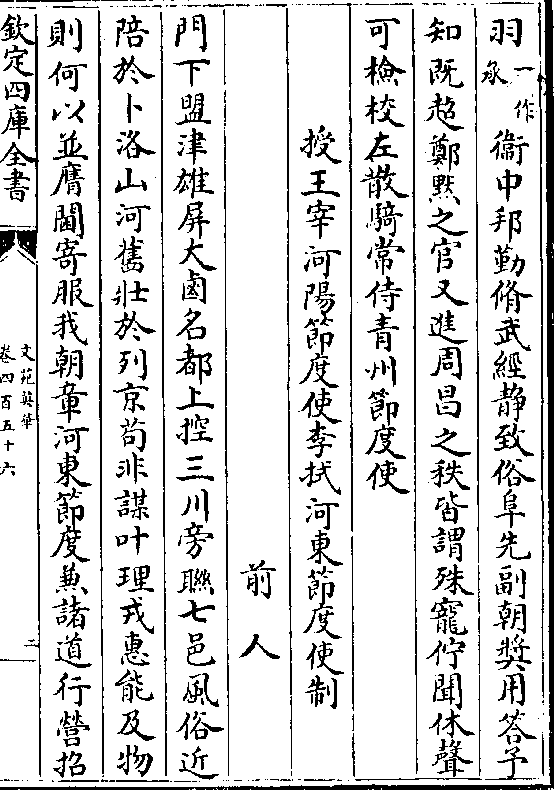 羽一作承衞中邦勤脩武經静致俗阜先副朝奬用答予
知既超鄭默之官又進周昌之秩皆謂殊寵佇聞休聲
可檢校左散騎常侍青州節度使
授王宰河陽節度使李拭河東節度使制
前人
門下盟津雄屏大鹵名都上控三川旁聯七邑風俗近
陪於卜洛山河舊壯於列京茍非謀叶理戎惠能及物
則何以並膺閫寄服我朝章河東節度兼諸道行營招
欽定四庫全書
文苑英華
卷四百五十六
三